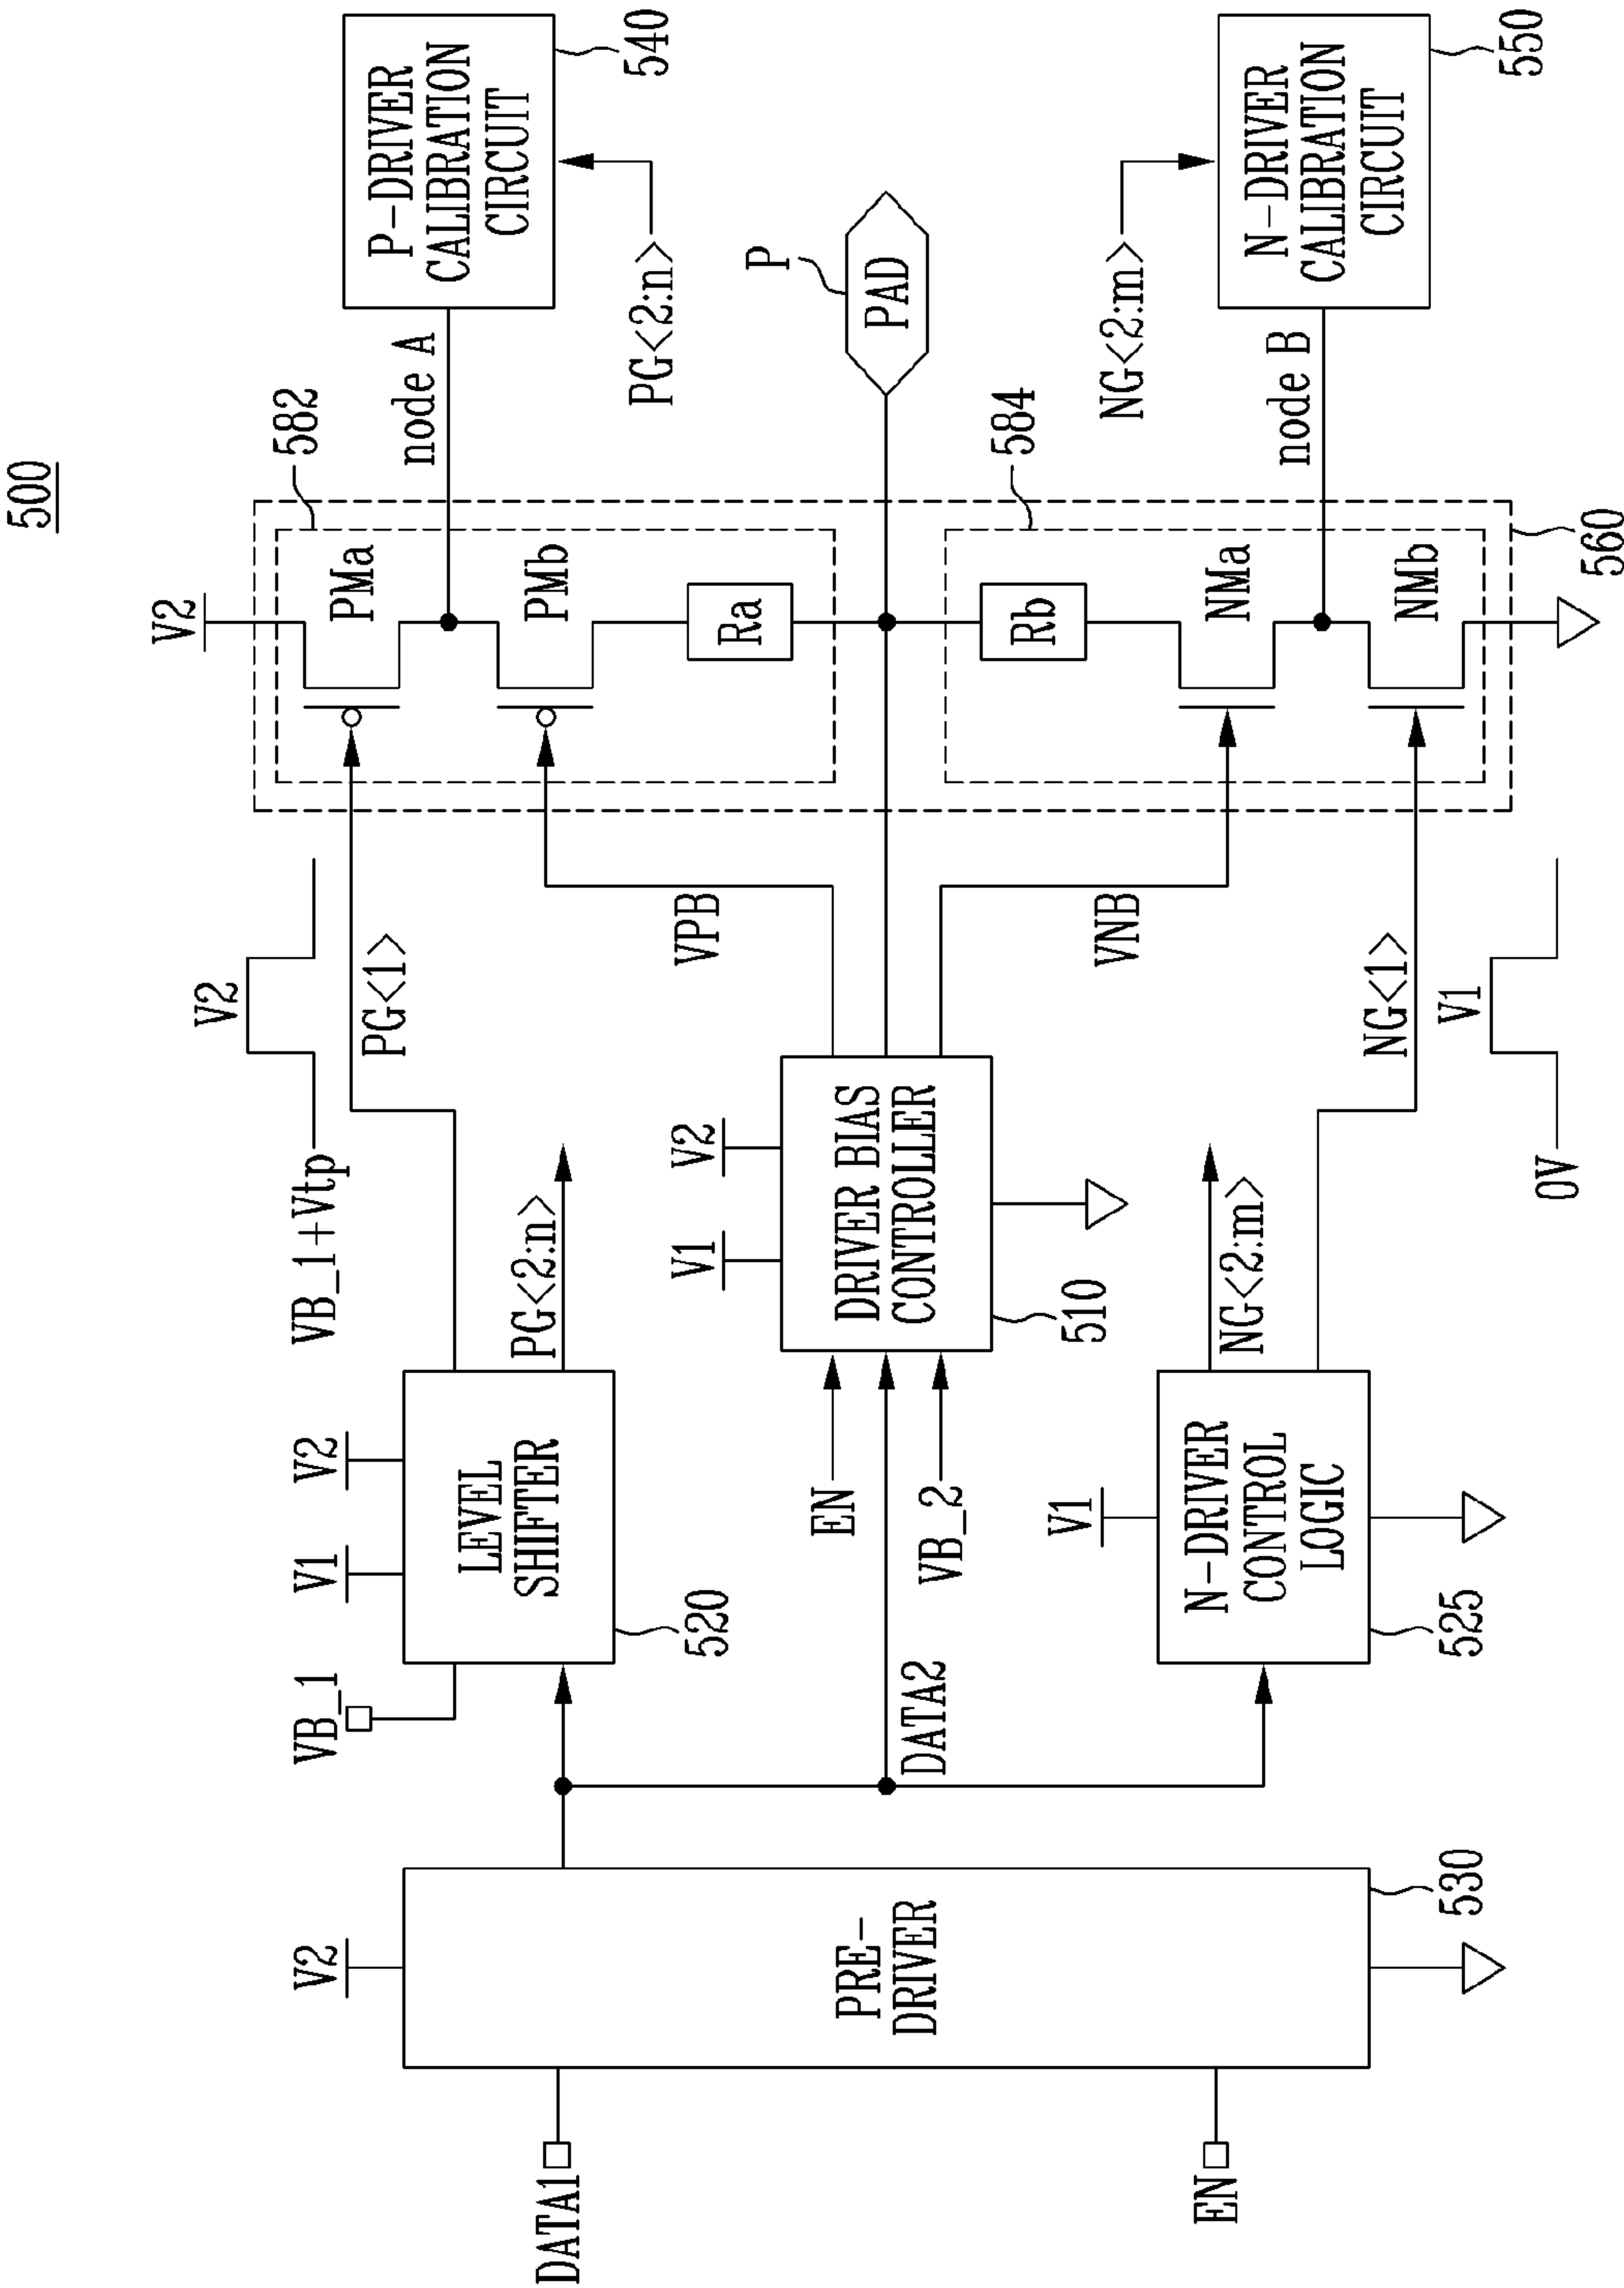 500
V2
582
PMa
node A
P-DRIVER
CALIBRATION
CIRCUIT
540
PG<2:n>
PMb
Ra
P
PAD
584
Rb
NMa
NMb
node B
NG<2:m>
N-DRIVER
CALIBRATION
CIRCUIT
550
560
V2
VB_1+Vtp
PG<1>
VPB
VNB
NG<1>
V1
0V
VB_1
V1
V2
LEVEL
SHIFTER
520
PG<2:n>
V1
V2
DRIVER BIAS
CONTROLLER
510
EN
DATA2
VB_2
V1
N-DRIVER
CONTROL
LOGIC
525
NG<2:m>
V2
PRE-
DRIVER
530
DATA1
EN